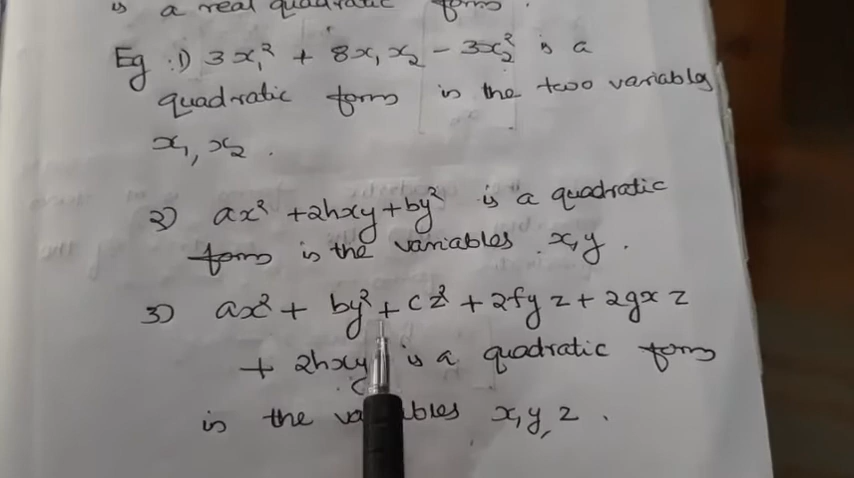 is a real quadratic form.
Eg :1) 3x₁² + 8x₁x₂ - 3x₂² is a
quadratic form in the two variables
x₁, x₂.
2) ax² + 2hxy + by² is a quadratic
form in the variables x, y.
3) ax² + by² + cz² + 2fyz + 2gxz
+ 2hxy is a quadratic form
in the variables x, y, z.